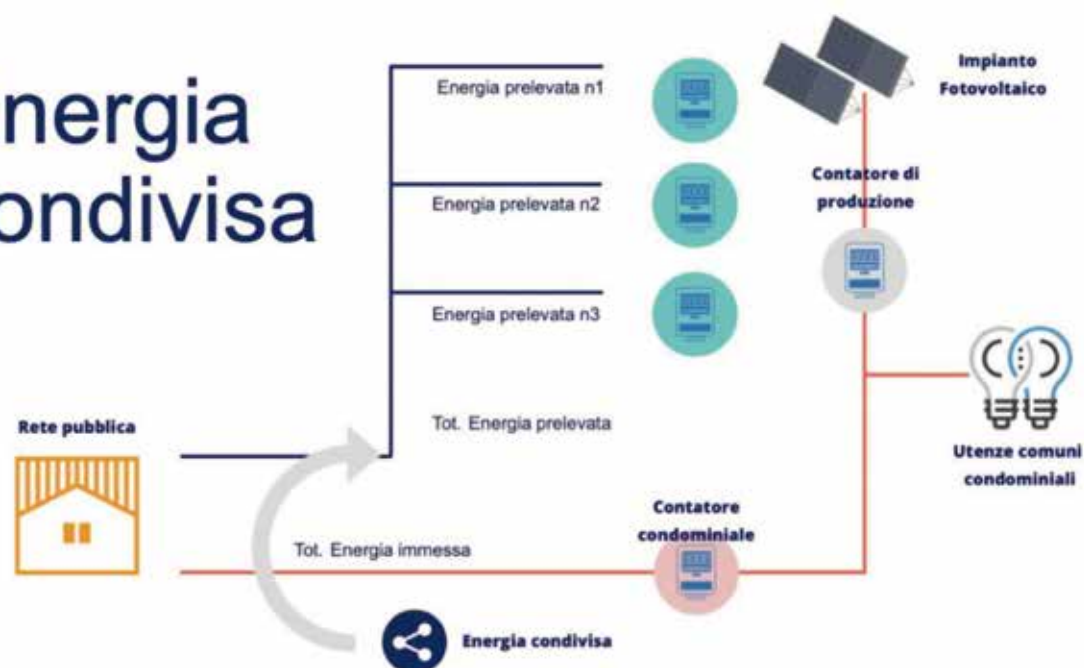 nergia
ondivisa
Energia prelevata n1
Energia prelevata n2
Energia prelevata n3
Impianto
Fotovoltaico
Contatore di
produzione
Utenze comuni
condominiali
Rete pubblica
Tot. Energia prelevata
Contatore
condominiale
Tot. Energia immessa
Energia condivisa